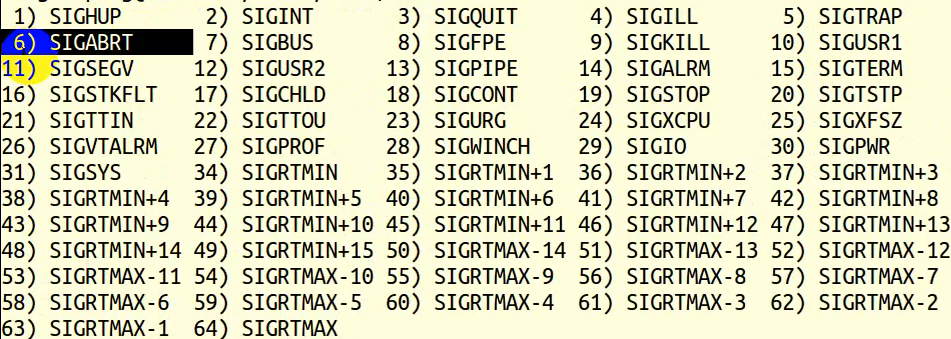 1) SIGHUP 2) SIGINT 3) SIGQUIT 4) SIGILL 5) SIGTRAP
6) SIGABRT 7) SIGBUS 8) SIGFPE 9) SIGKILL 10) SIGUSR1
11) SIGSEGV 12) SIGUSR2 13) SIGPIPE 14) SIGALRM 15) SIGTERM
16) SIGSTKFLT 17) SIGCHLD 18) SIGCONT 19) SIGSTOP 20) SIGTSTP
21) SIGTTIN 22) SIGTTOU 23) SIGURG 24) SIGXCPU 25) SIGXFSZ
26) SIGVTALRM 27) SIGPROF 28) SIGWINCH 29) SIGIO 30) SIGPWR
31) SIGSYS 34) SIGRTMIN 35) SIGRTMIN+1 36) SIGRTMIN+2 37) SIGRTMIN+3
38) SIGRTMIN+4 39) SIGRTMIN+5 40) SIGRTMIN+6 41) SIGRTMIN+7 42) SIGRTMIN+8
43) SIGRTMIN+9 44) SIGRTMIN+10 45) SIGRTMIN+11 46) SIGRTMIN+12 47) SIGRTMIN+13
48) SIGRTMIN+14 49) SIGRTMIN+15 50) SIGRTMAX-14 51) SIGRTMAX-13 52) SIGRTMAX-12
53) SIGRTMAX-11 54) SIGRTMAX-10 55) SIGRTMAX-9 56) SIGRTMAX-8 57) SIGRTMAX-7
58) SIGRTMAX-6 59) SIGRTMAX-5 60) SIGRTMAX-4 61) SIGRTMAX-3 62) SIGRTMAX-2
63) SIGRTMAX-1 64) SIGRTMAX